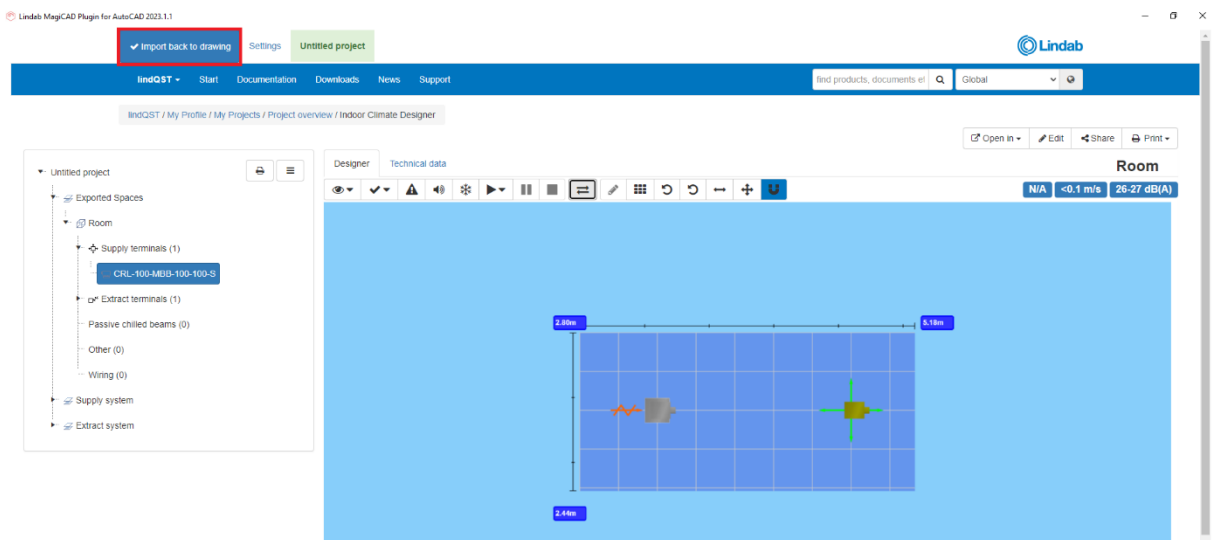 Lindab MagiCAD Plugin for AutoCAD 2023.1.1
Import back to drawing Settings Untitled project Lindab
lindQST Start Documentation Downloads News Support find products, documents et Global
lindQST / My Profile / My Projects / Project overview / Indoor Climate Designer
Open in Edit Share Print
Untitled project
Exported Spaces
Room
Supply terminals (1)
CRL-100-MBB-100-100-S
Extract terminals (1)
Passive chilled beams (0)
Other (0)
Wiring (0)
Supply system
Extract system
Designer Technical data
Room
N/A <0.1 m/s 26-27 dB(A)
2.80m 5.18m
2.44m